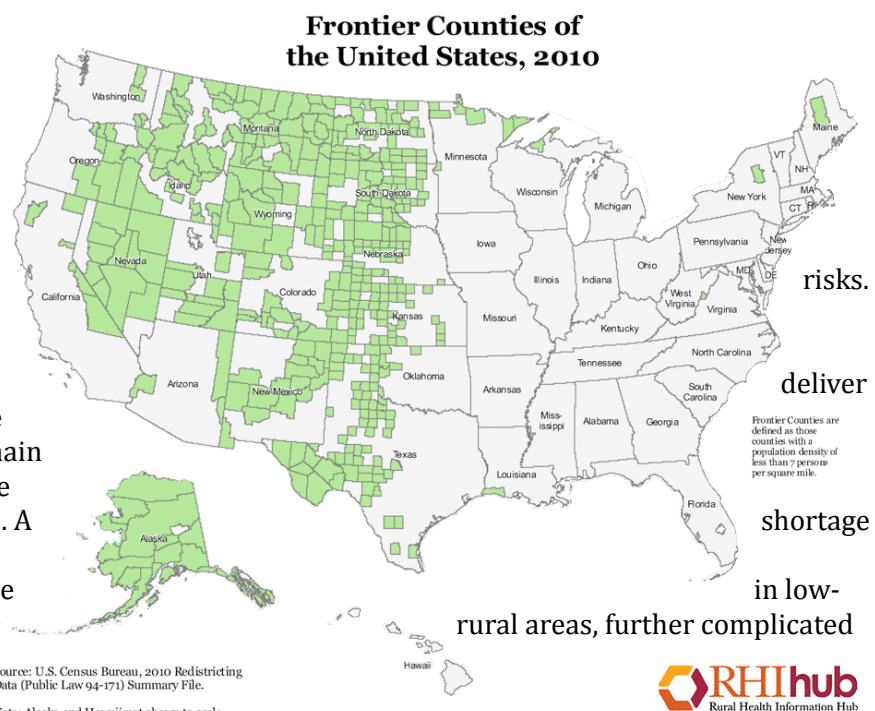 Frontier Counties of
the United States, 2010
Washington
Montana
North Dakota
Minnesota
Maine
Oregon
Idaho
South Dakota
Wisconsin
Michigan
VT
NH
New York
MA
CT
Wyoming
Iowa
Nebraska
Pennsylvania
New
Jersey
Nevada
Utah
Colorado
Illinois
Indiana
Ohio
MD
DE
West
Virginia
Virginia
risks.
California
Kansas
Missouri
Kentucky
North Carolina
Tennessee
Arizona
New Mexico
Oklahoma
Arkansas
South
Carolina
deliver
Miss-
issippi
Alabama
Georgia
Frontier Counties are
defined as those
counties with a
population density of
less than 7 persons
per square mile.
Texas
Louisiana
Florida
. A
shortage
Alaska
in low-
rural areas, further complicated
Hawaii
U.S. Census Bureau, 2010 Redistricting
(Public Law 94-171) Summary File.
RHIhub
Rural Health Information Hub